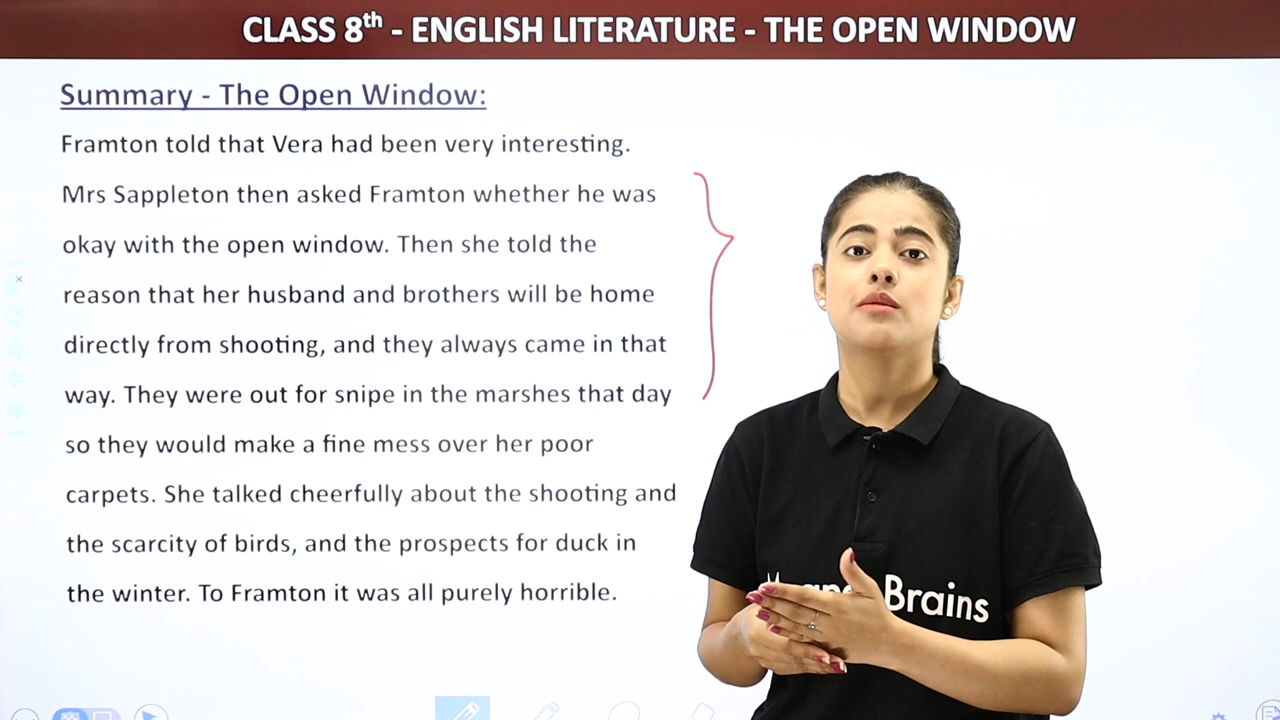 CLASS 8th - ENGLISH LITERATURE - THE OPEN WINDOW
Summary - The Open Window:
Framton told that Vera had been very interesting.
Mrs Sappleton then asked Framton whether he was
okay with the open window. Then she told the
reason that her husband and brothers will be home
directly from shooting, and they always came in that
way. They were out for snipe in the marshes that day
so they would make a fine mess over her poor
carpets. She talked cheerfully about the shooting and
the scarcity of birds, and the prospects for duck in
the winter. To Framton it was all purely horrible.
Brains